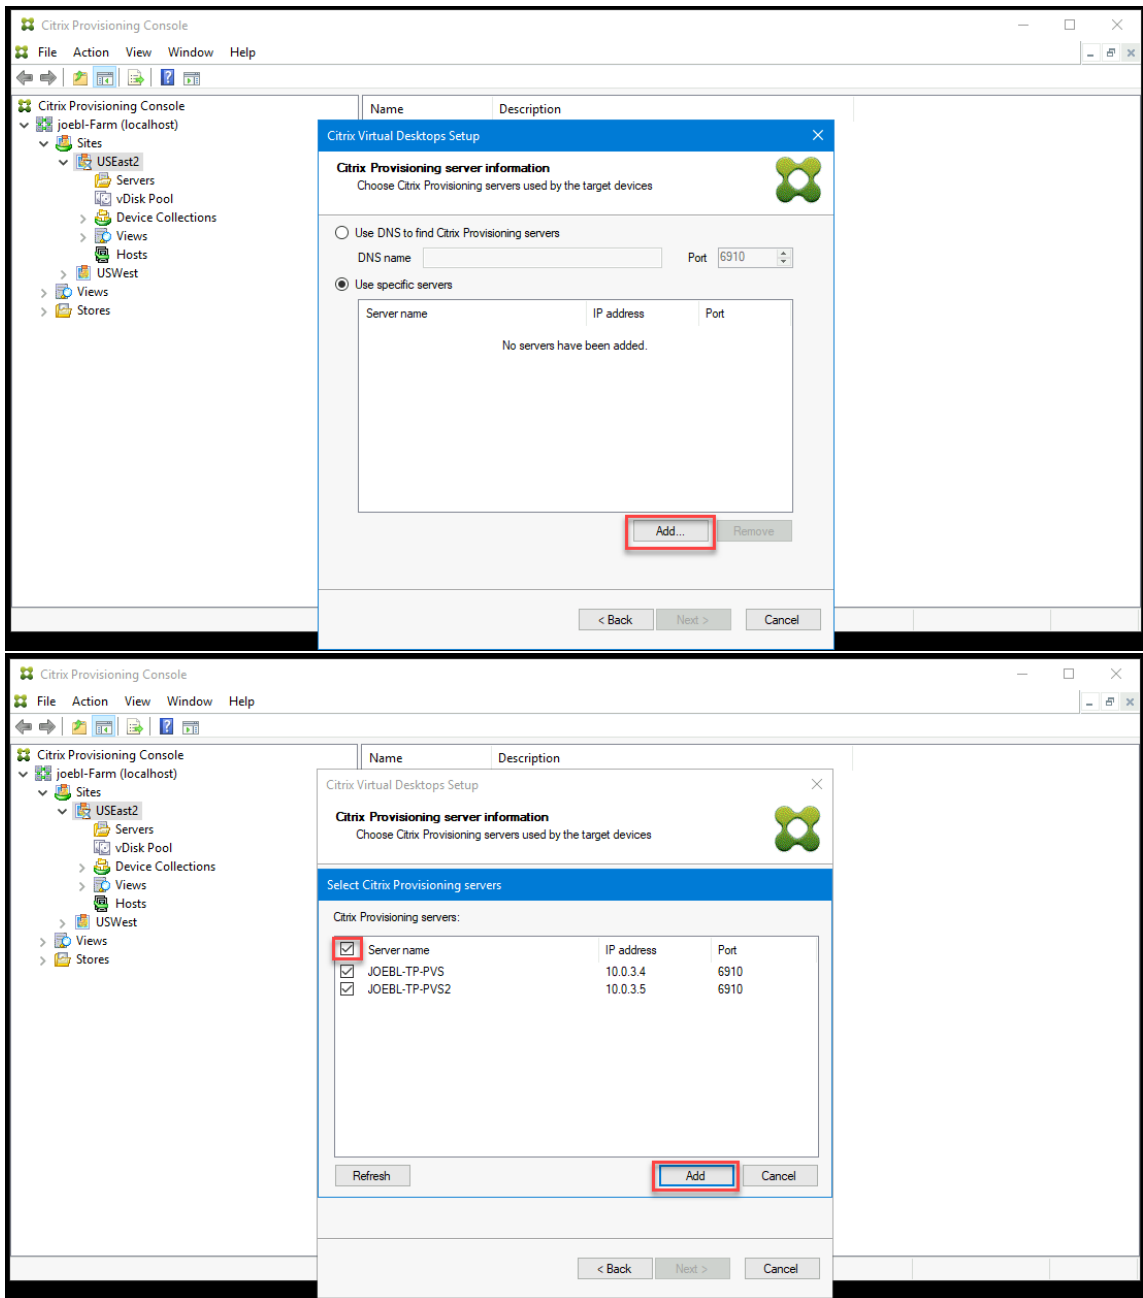 Citrix Provisioning Console
File Action View Window Help
Citrix Provisioning Console
joebl-Farm (localhost)
Sites
USEast2
Servers
vDisk Pool
Device Collections
Views
Hosts
USWest
Views
Stores
Name Description
Citrix Virtual Desktops Setup
Citrix Provisioning server information
Choose Citrix Provisioning servers used by the target devices
Use DNS to find Citrix Provisioning servers
DNS name Port 6910
Use specific servers
Server name IP address Port
No servers have been added.
Add... Remove
< Back Next > Cancel
Citrix Provisioning Console
File Action View Window Help
Citrix Provisioning Console
joebl-Farm (localhost)
Sites
USEast2
Servers
vDisk Pool
Device Collections
Views
Hosts
USWest
Views
Stores
Name Description
Citrix Virtual Desktops Setup
Citrix Provisioning server information
Choose Citrix Provisioning servers used by the target devices
Select Citrix Provisioning servers
Citrix Provisioning servers:
Server name IP address Port
JOEBL-TP-PVS 10.0.3.4 6910
JOEBL-TP-PVS2 10.0.3.5 6910
Refresh Add Cancel
< Back Next > Cancel